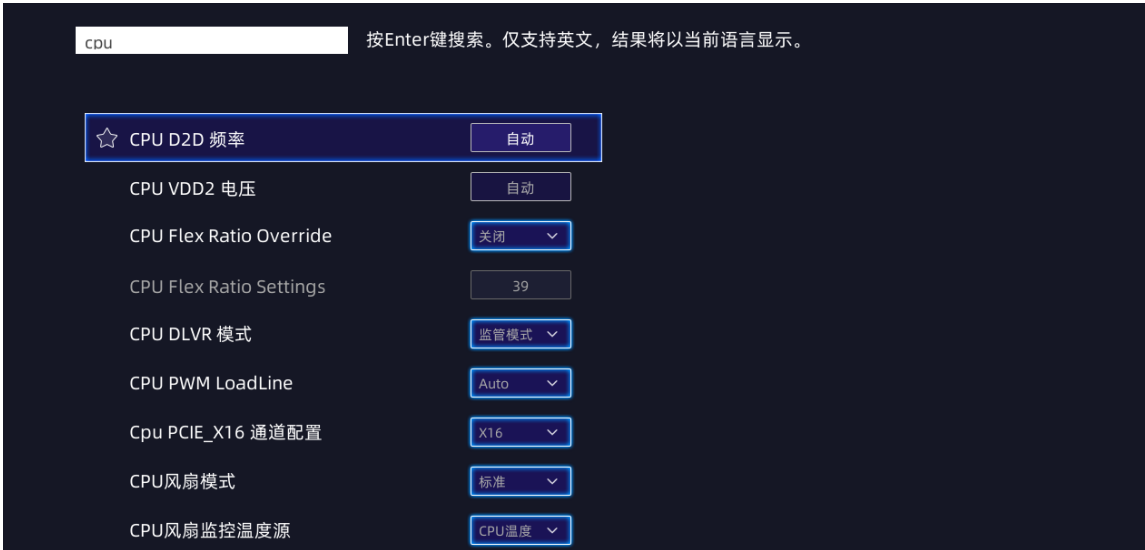 cpu 按Enter键搜索。仅支持英文，结果将以当前语言显示。
CPU D2D 频率 自动
CPU VDD2 电压 自动
CPU Flex Ratio Override 关闭
CPU Flex Ratio Settings 39
CPU DLVR 模式 监管模式
CPU PWM LoadLine Auto
Cpu PCIE_X16 通道配置 X16
CPU风扇模式 标准
CPU风扇监控温度源 CPU温度